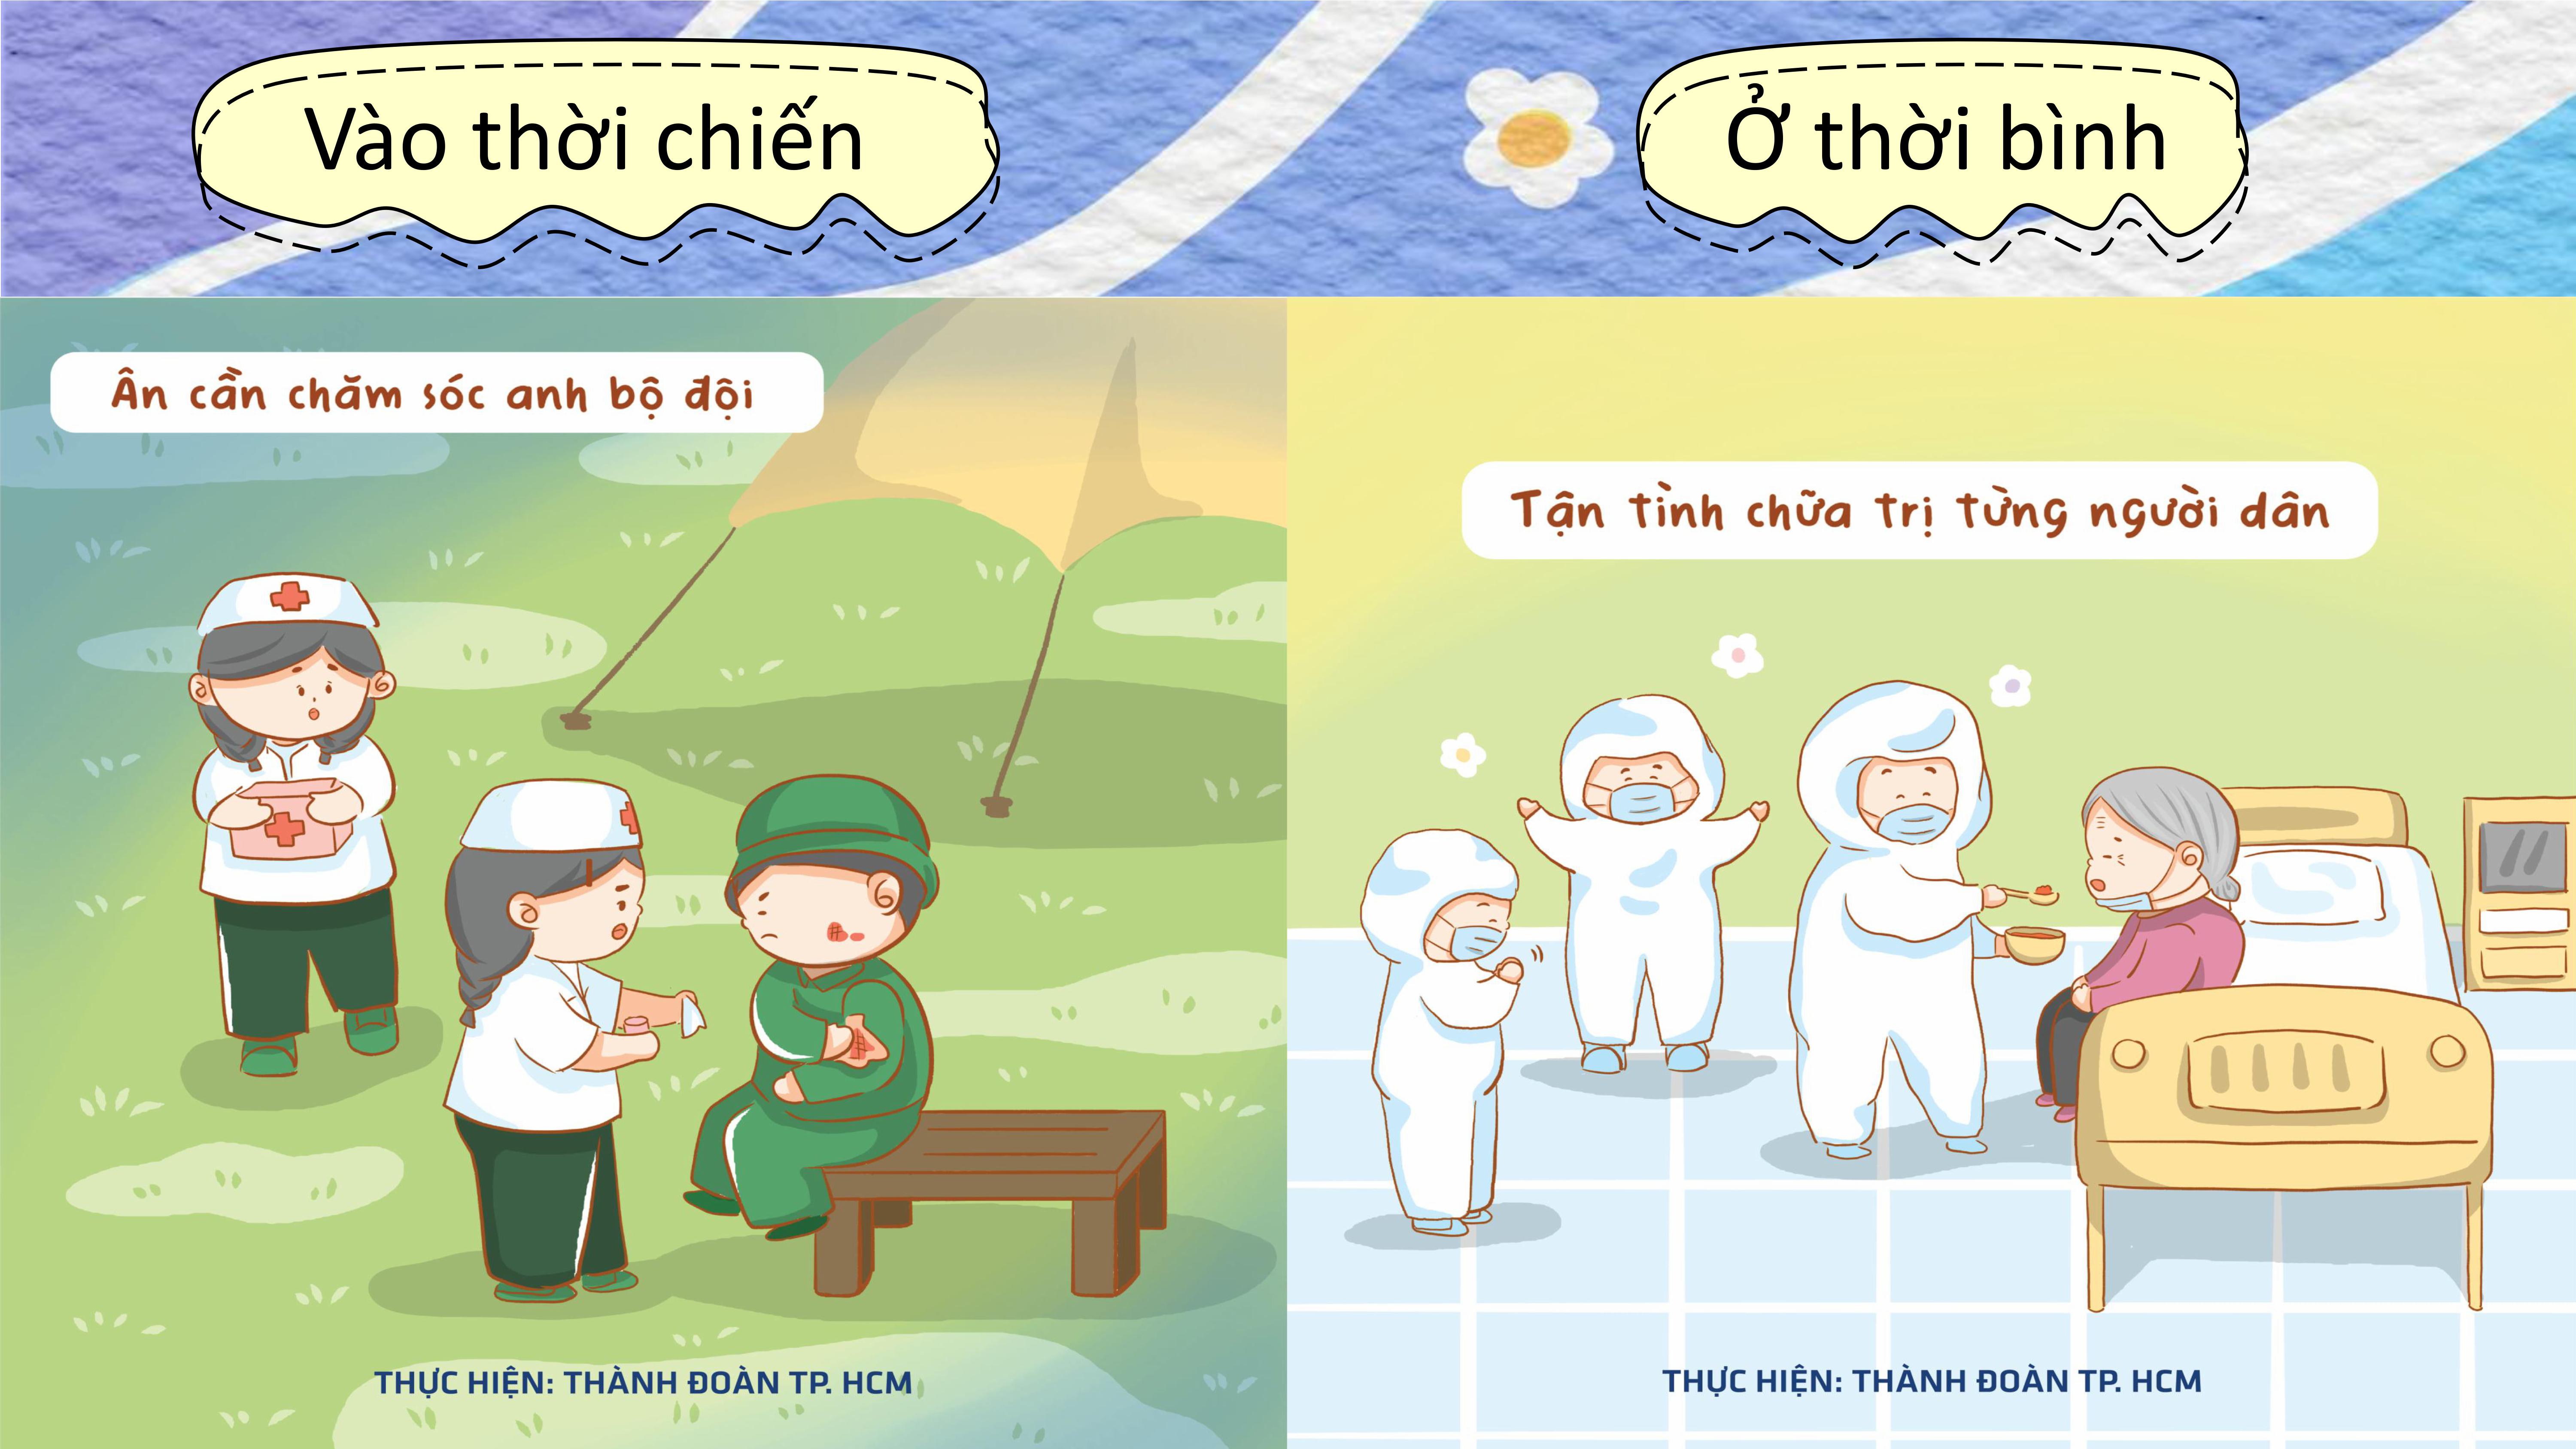 Vào thời chiến
Ở thời bình
Ân cần chăm sóc anh bộ đội
Tận tình chữa trị từng người dân
THỰC HIỆN: THÀNH ĐOÀN TP. HCM
THỰC HIỆN: THÀNH ĐOÀN TP. HCM